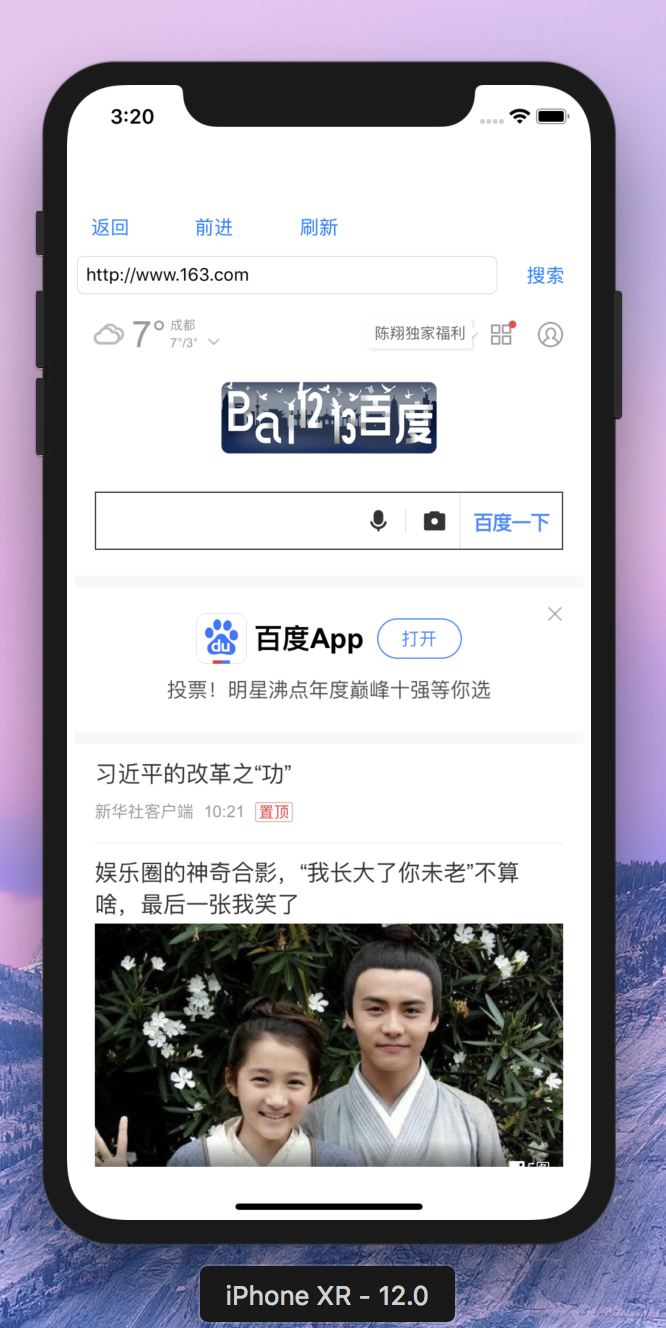 3:20
返回 前进 刷新
http://www.163.com 搜索
7° 成都 7°/3° 陈翔独家福利
Bai 12 13 百度
百度一下
du 百度App 打开
投票！明星沸点年度巅峰十强等你选
习近平的改革之“功”
新华社客户端 10:21 置顶
娱乐圈的神奇合影，“我长大了你未老”不算
啥，最后一张我笑了
iPhone XR - 12.0